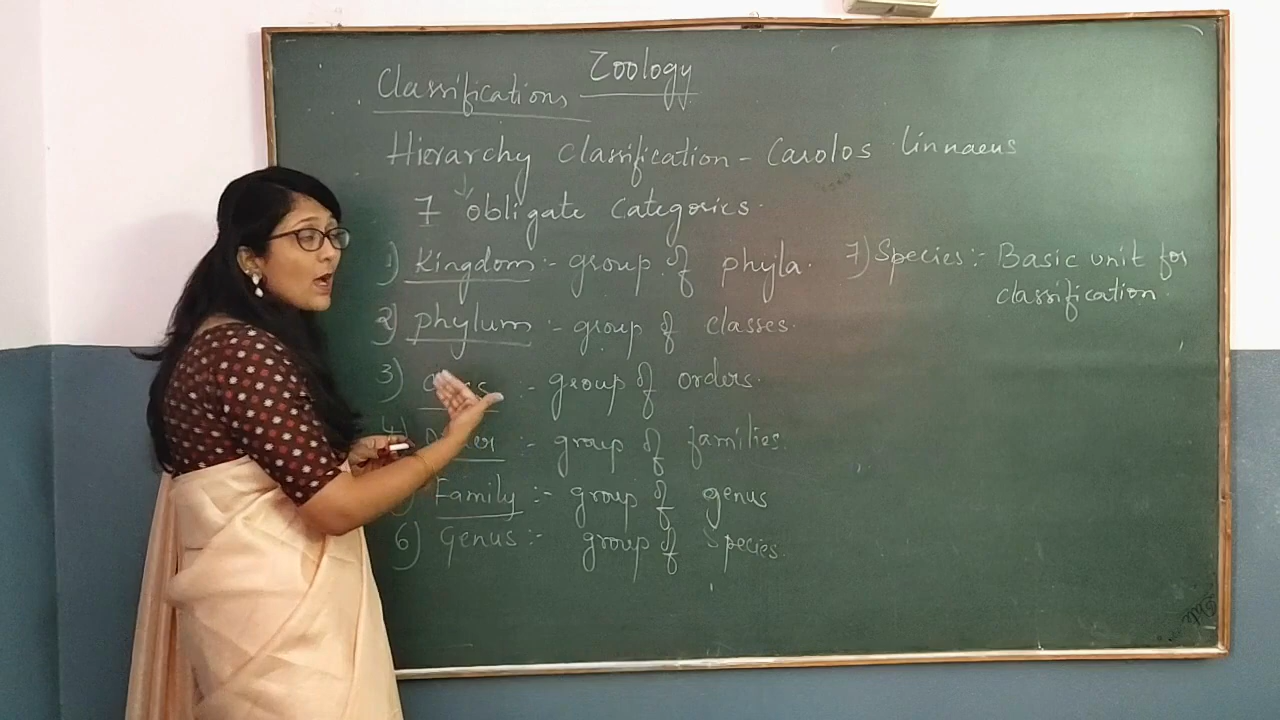 Zoology
Classifications
Hierarchy classification - Carolos Linnaeus
7 obligate categories.
1) Kingdom :- group of phyla.
2) phylum :- group of classes.
3) :- group of orders.
4) :- group of families.
Family :- group of genus
6) Genus :- group of Species.
7) Species :- Basic unit for
classification.